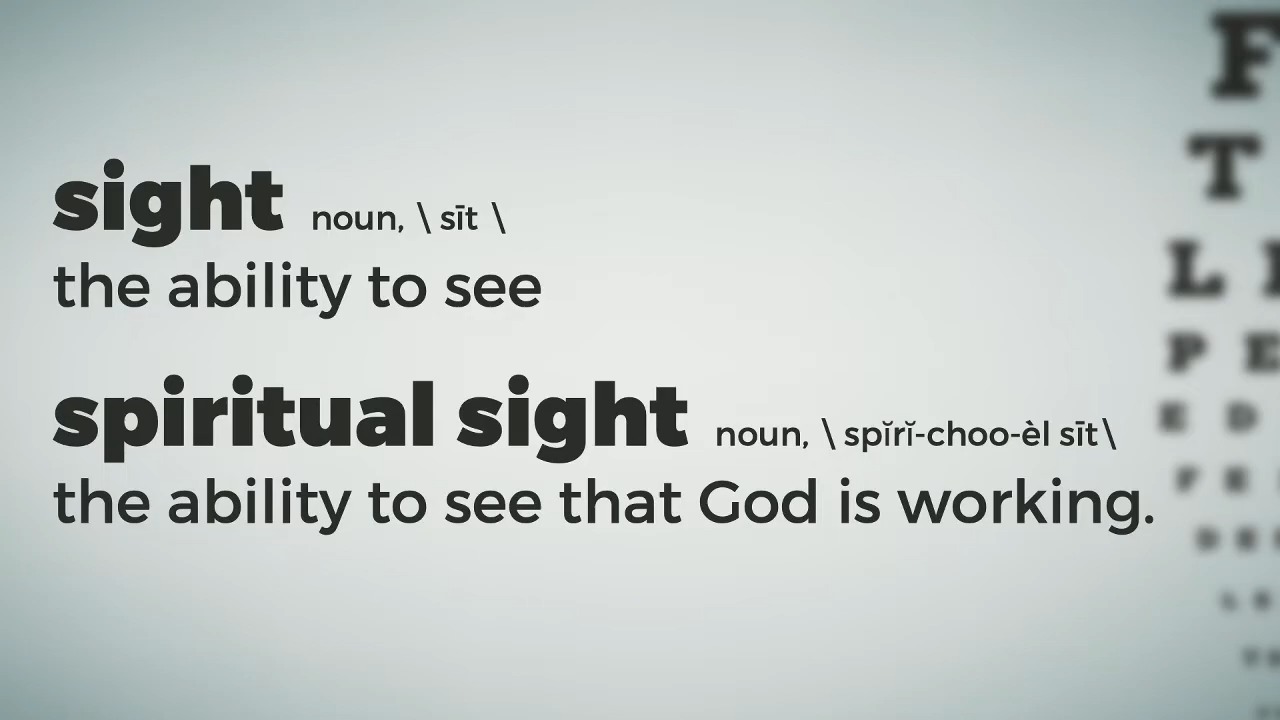 sight noun, \ sīt \
the ability to see
spiritual sight noun, \ spĭrĭ-choo-èl sīt\
the ability to see that God is working.
F
T
L
P E
E D
F E
D E